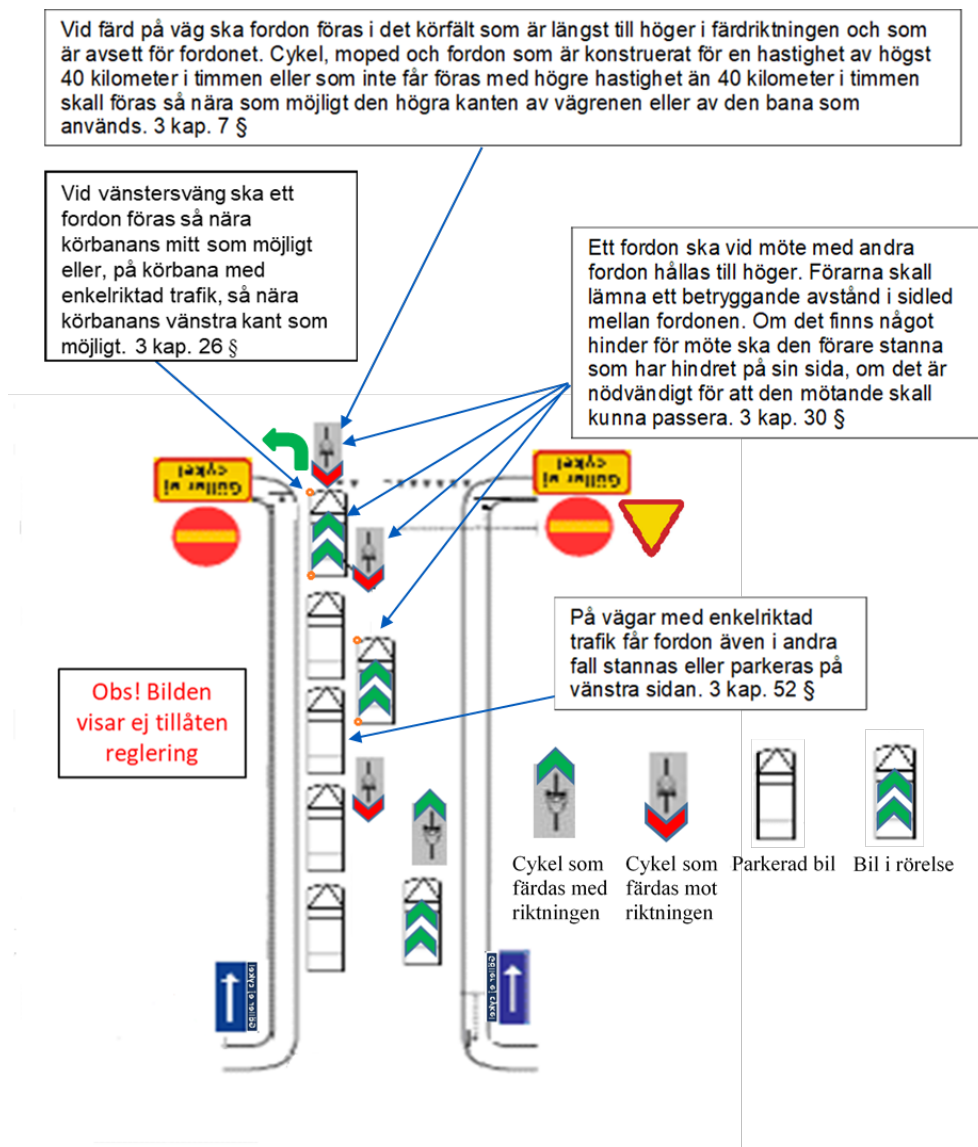 Vid färd på väg ska fordon föras i det körfält som är längst till höger i färdriktningen och som
är avsett för fordonet. Cykel, moped och fordon som är konstruerat för en hastighet av högst
40 kilometer i timmen eller som inte får föras med högre hastighet än 40 kilometer i timmen
skall föras så nära som möjligt den högra kanten av vägrenen eller av den bana som
används. 3 kap. 7 §
Vid vänstersväng ska ett
fordon föras så nära
körbanans mitt som möjligt
eller, på körbana med
enkelriktad trafik, så nära
körbanans vänstra kant som
möjligt. 3 kap. 26 §
Ett fordon ska vid möte med andra
fordon hållas till höger. Förarna skall
lämna ett betryggande avstånd i sidled
mellan fordonen. Om det finns något
hinder för möte ska den förare stanna
som har hindret på sin sida, om det är
nödvändigt för att den mötande skall
kunna passera. 3 kap. 30 §
Gäller ej
cykel
Gäller ej
cykel
På vägar med enkelriktad
trafik får fordon även i andra
fall stannas eller parkeras på
vänstra sidan. 3 kap. 52 §
Obs! Bilden
visar ej tillåten
reglering
Cykel som
färdas med
riktningen
Cykel som
färdas mot
riktningen
Parkerad bil
Bil i rörelse
Gäller ej cykel
Gäller ej cykel